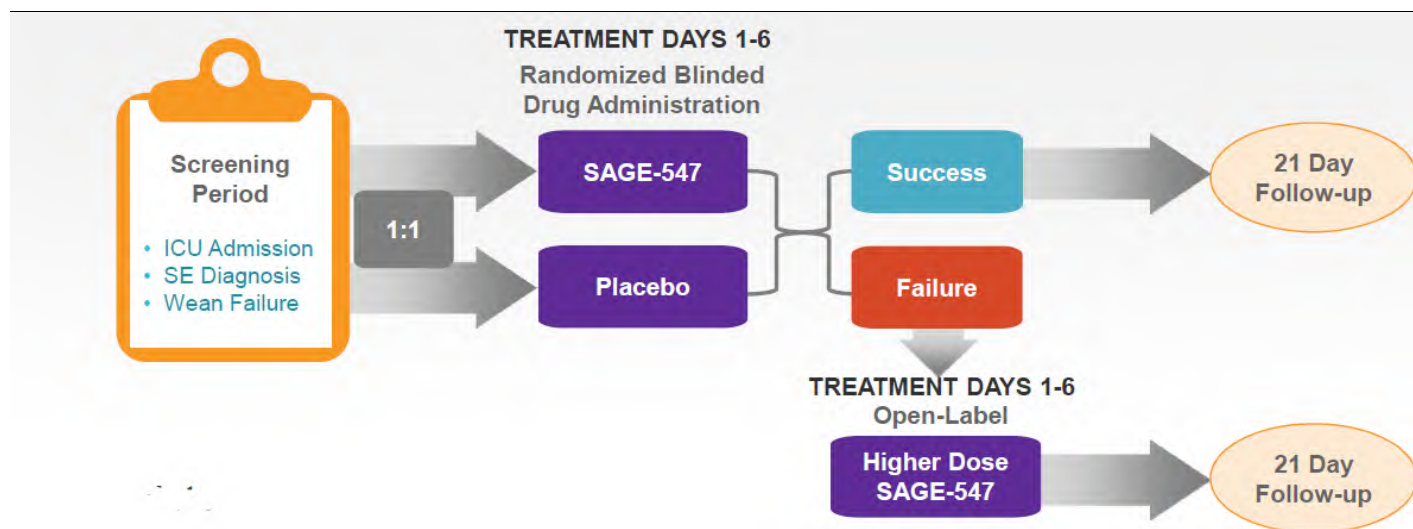 TREATMENT DAYS 1-6
Randomized Blinded
Drug Administration
Screening
Period
• ICU Admission
• SE Diagnosis
• Wean Failure
1:1
SAGE-547
Placebo
Success
Failure
21 Day
Follow-up
TREATMENT DAYS 1-6
Open-Label
Higher Dose
SAGE-547
21 Day
Follow-up